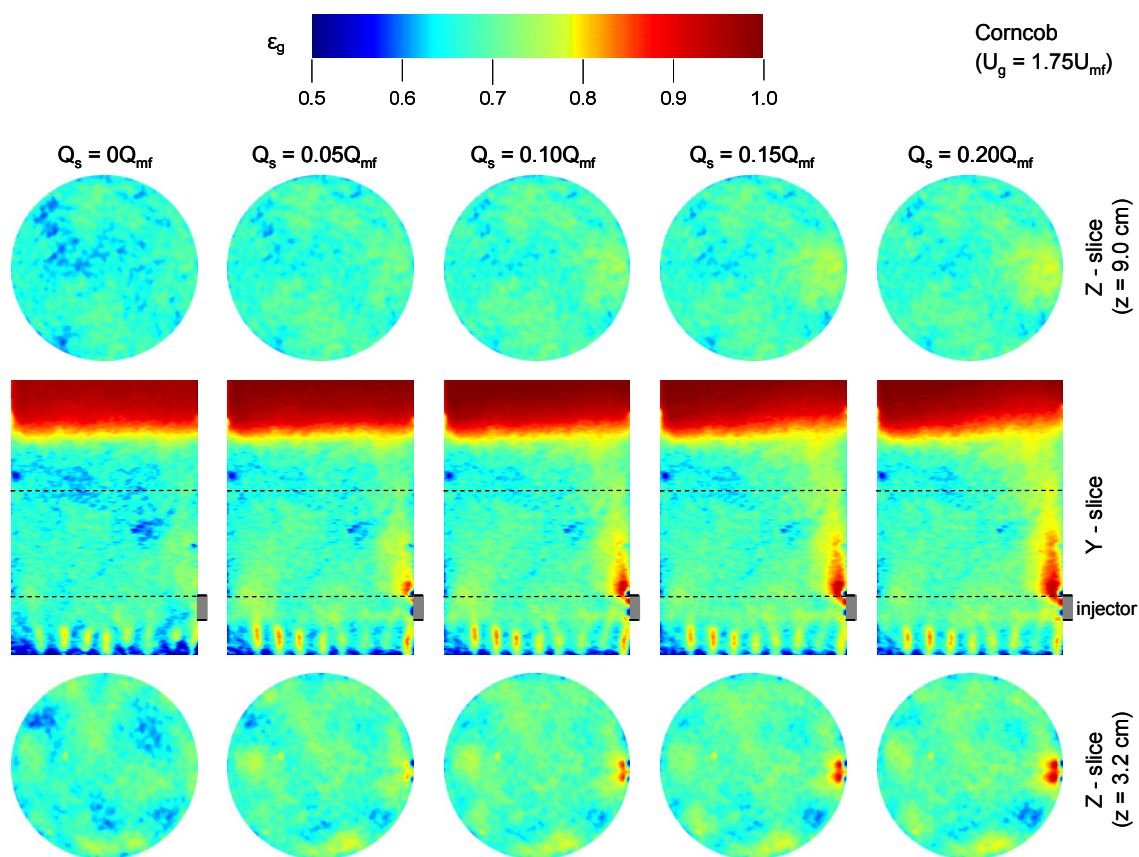 εg
0.5 0.6 0.7 0.8 0.9 1.0
Corncob
(Ug = 1.75Umf)
Qs = 0Qmf Qs = 0.05Qmf Qs = 0.10Qmf Qs = 0.15Qmf Qs = 0.20Qmf
Z - slice
(z = 9.0 cm)
Y - slice
injector
Z - slice
(z = 3.2 cm)